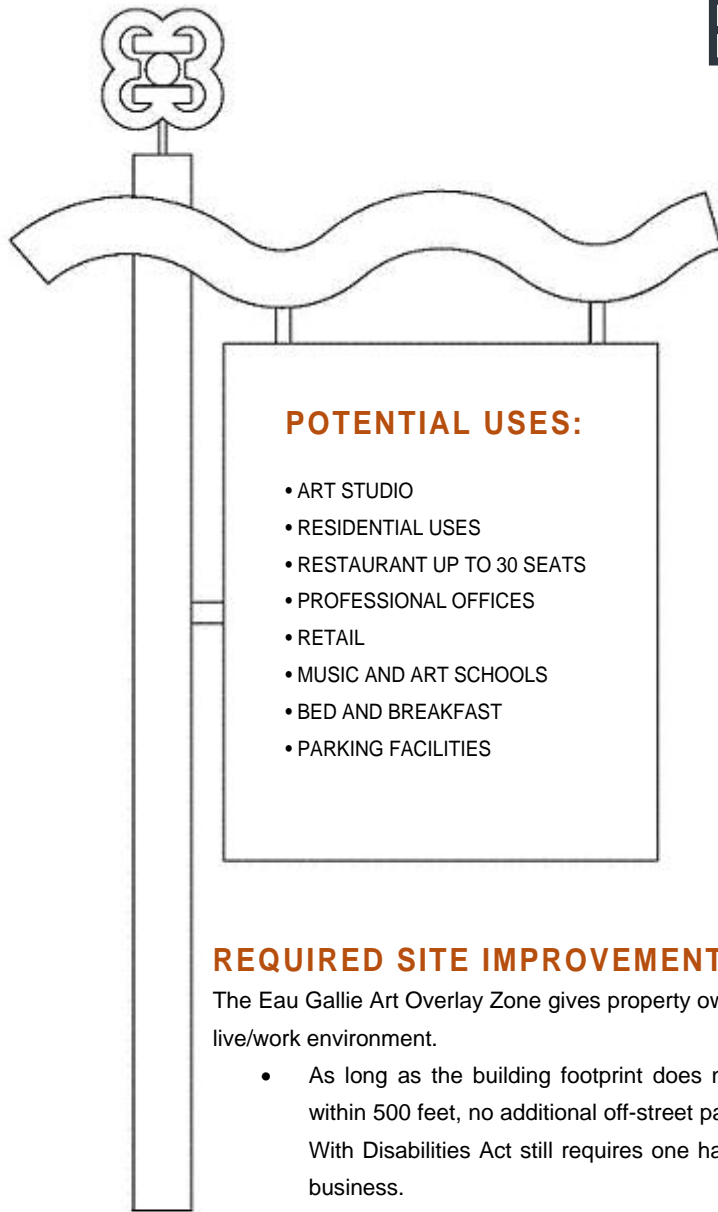 POTENTIAL USES:
• ART STUDIO
• RESIDENTIAL USES
• RESTAURANT UP TO 30 SEATS
• PROFESSIONAL OFFICES
• RETAIL
• MUSIC AND ART SCHOOLS
• BED AND BREAKFAST
• PARKING FACILITIES
REQUIRED SITE IMPROVEMENT
The Eau Gallie Art Overlay Zone gives property
live/work environment.
• As long as the building footprint does
within 500 feet, no additional off-street
With Disabilities Act still requires one
business.